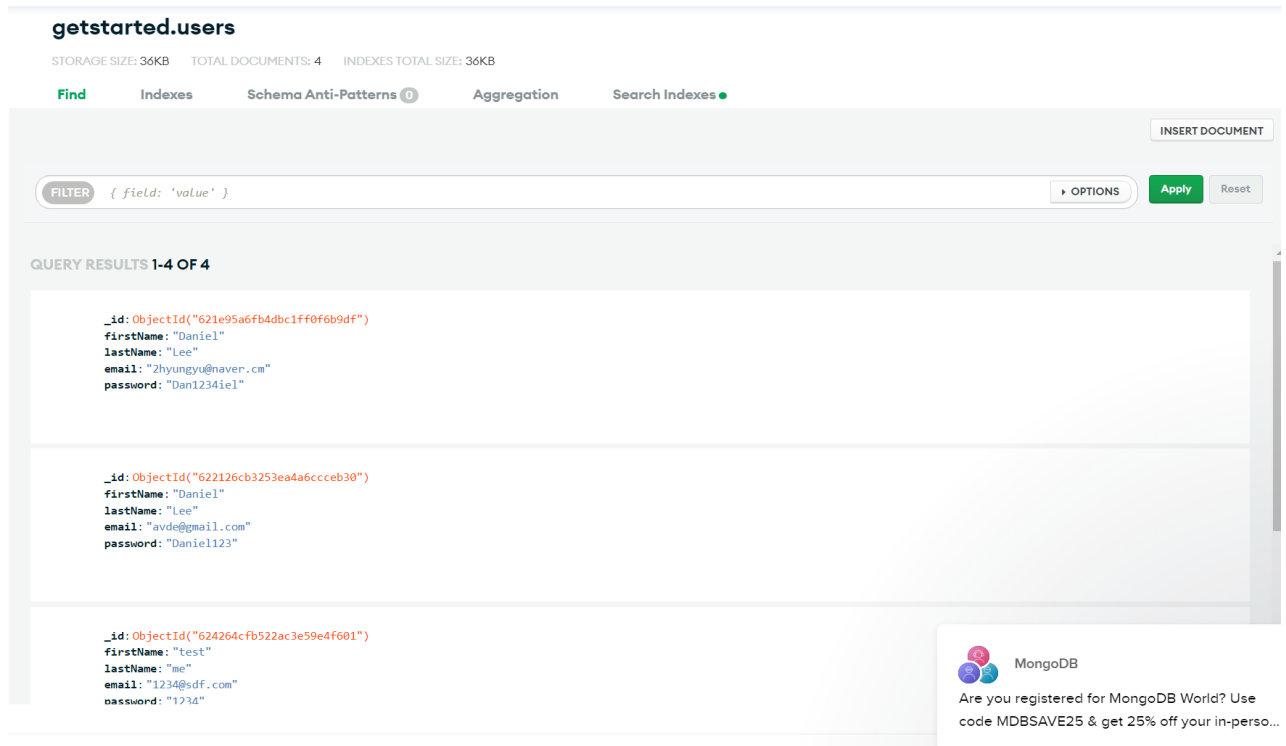 getstarted.users
STORAGE SIZE: 36KB TOTAL DOCUMENTS: 4 INDEXES TOTAL SIZE: 36KB
Find Indexes Schema Anti-Patterns 0 Aggregation Search Indexes
INSERT DOCUMENT
FILTER { field: 'value' } OPTIONS Apply Reset
QUERY RESULTS 1-4 OF 4
_id: ObjectId("621e95a6fb4dbc1ff0f6b9df")
firstName: "Daniel"
lastName: "Lee"
email: "2hyungyu@naver.cm"
password: "Dan1234iel"
_id: ObjectId("622126cb3253ea4a6ccceb30")
firstName: "Daniel"
lastName: "Lee"
email: "avde@gmail.com"
password: "Daniel123"
_id: ObjectId("624264cfb522ac3e59e4f601")
firstName: "test"
lastName: "me"
email: "1234@sdf.com"
password: "1234"
MongoDB
Are you registered for MongoDB World? Use
code MDBSAVE25 & get 25% off your in-perso...